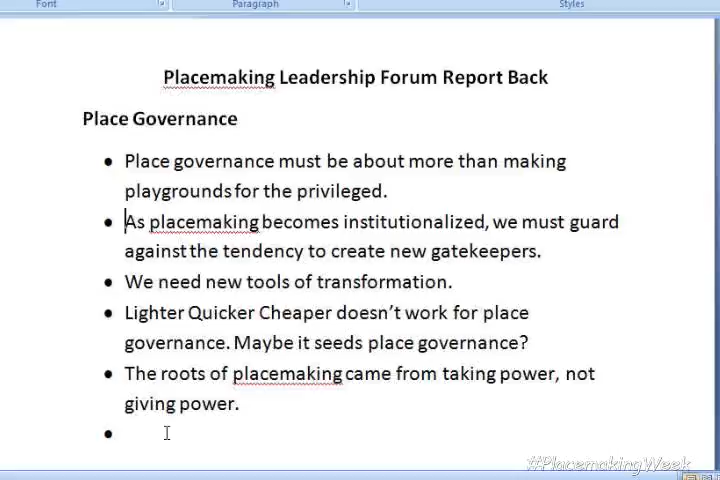 Font Paragraph Styles
Placemaking Leadership Forum Report Back
Place Governance
• Place governance must be about more than making
playgrounds for the privileged.
• As placemaking becomes institutionalized, we must guard
against the tendency to create new gatekeepers.
• We need new tools of transformation.
• Lighter Quicker Cheaper doesn’t work for place
governance. Maybe it seeds place governance?
• The roots of placemaking came from taking power, not
giving power.
•
#PlacemakingWeek